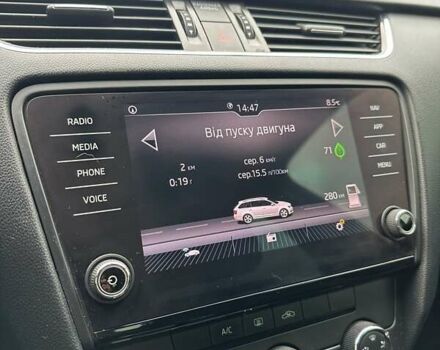 RADIO
MEDIA
PHONE
VOICE
14:47
8.5°C
Від пуску двигуна
2 км
0:19 г
сер. 6 км/г
сер.15.5 л/100км
71
280 км
NAV
APP
CAR
MENU
A/C